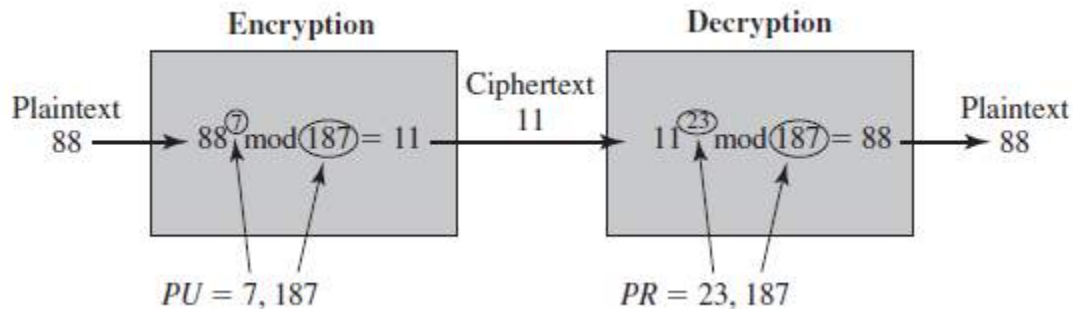 Encryption
Decryption
Plaintext
88
88^7 mod 187 = 11
Ciphertext
11
11^23 mod 187 = 88
Plaintext
88
PU = 7, 187
PR = 23, 187